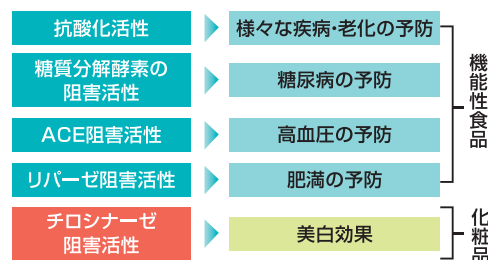 抗酸化活性
様々な疾病・老化の予防
糖質分解酵素の
阻害活性
糖尿病の予防
ACE阻害活性
高血圧の予防
リパーゼ阻害活性
肥満の予防
機能性食品
チロシナーゼ
阻害活性
美白効果
化粧品